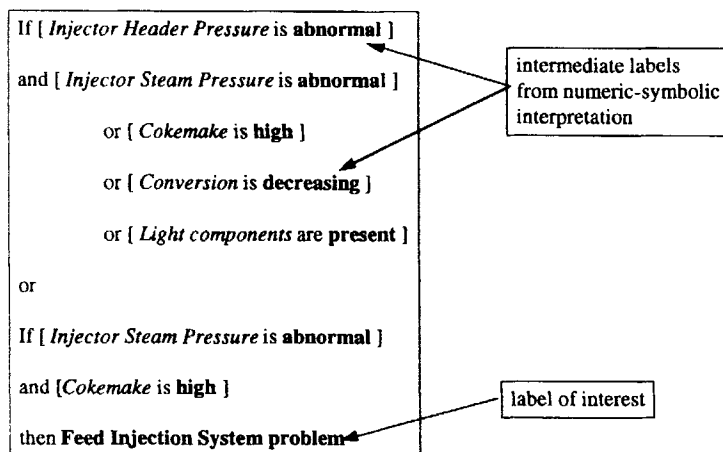 If [ Injector Header Pressure is abnormal ]
and [ Injector Steam Pressure is abnormal ]
or [ Cokemake is high ]
or [ Conversion is decreasing ]
or [ Light components are present ]
or
If [ Injector Steam Pressure is abnormal ]
and [Cokemake is high ]
then Feed Injection System problem
intermediate labels
from numeric-symbolic
interpretation
label of interest